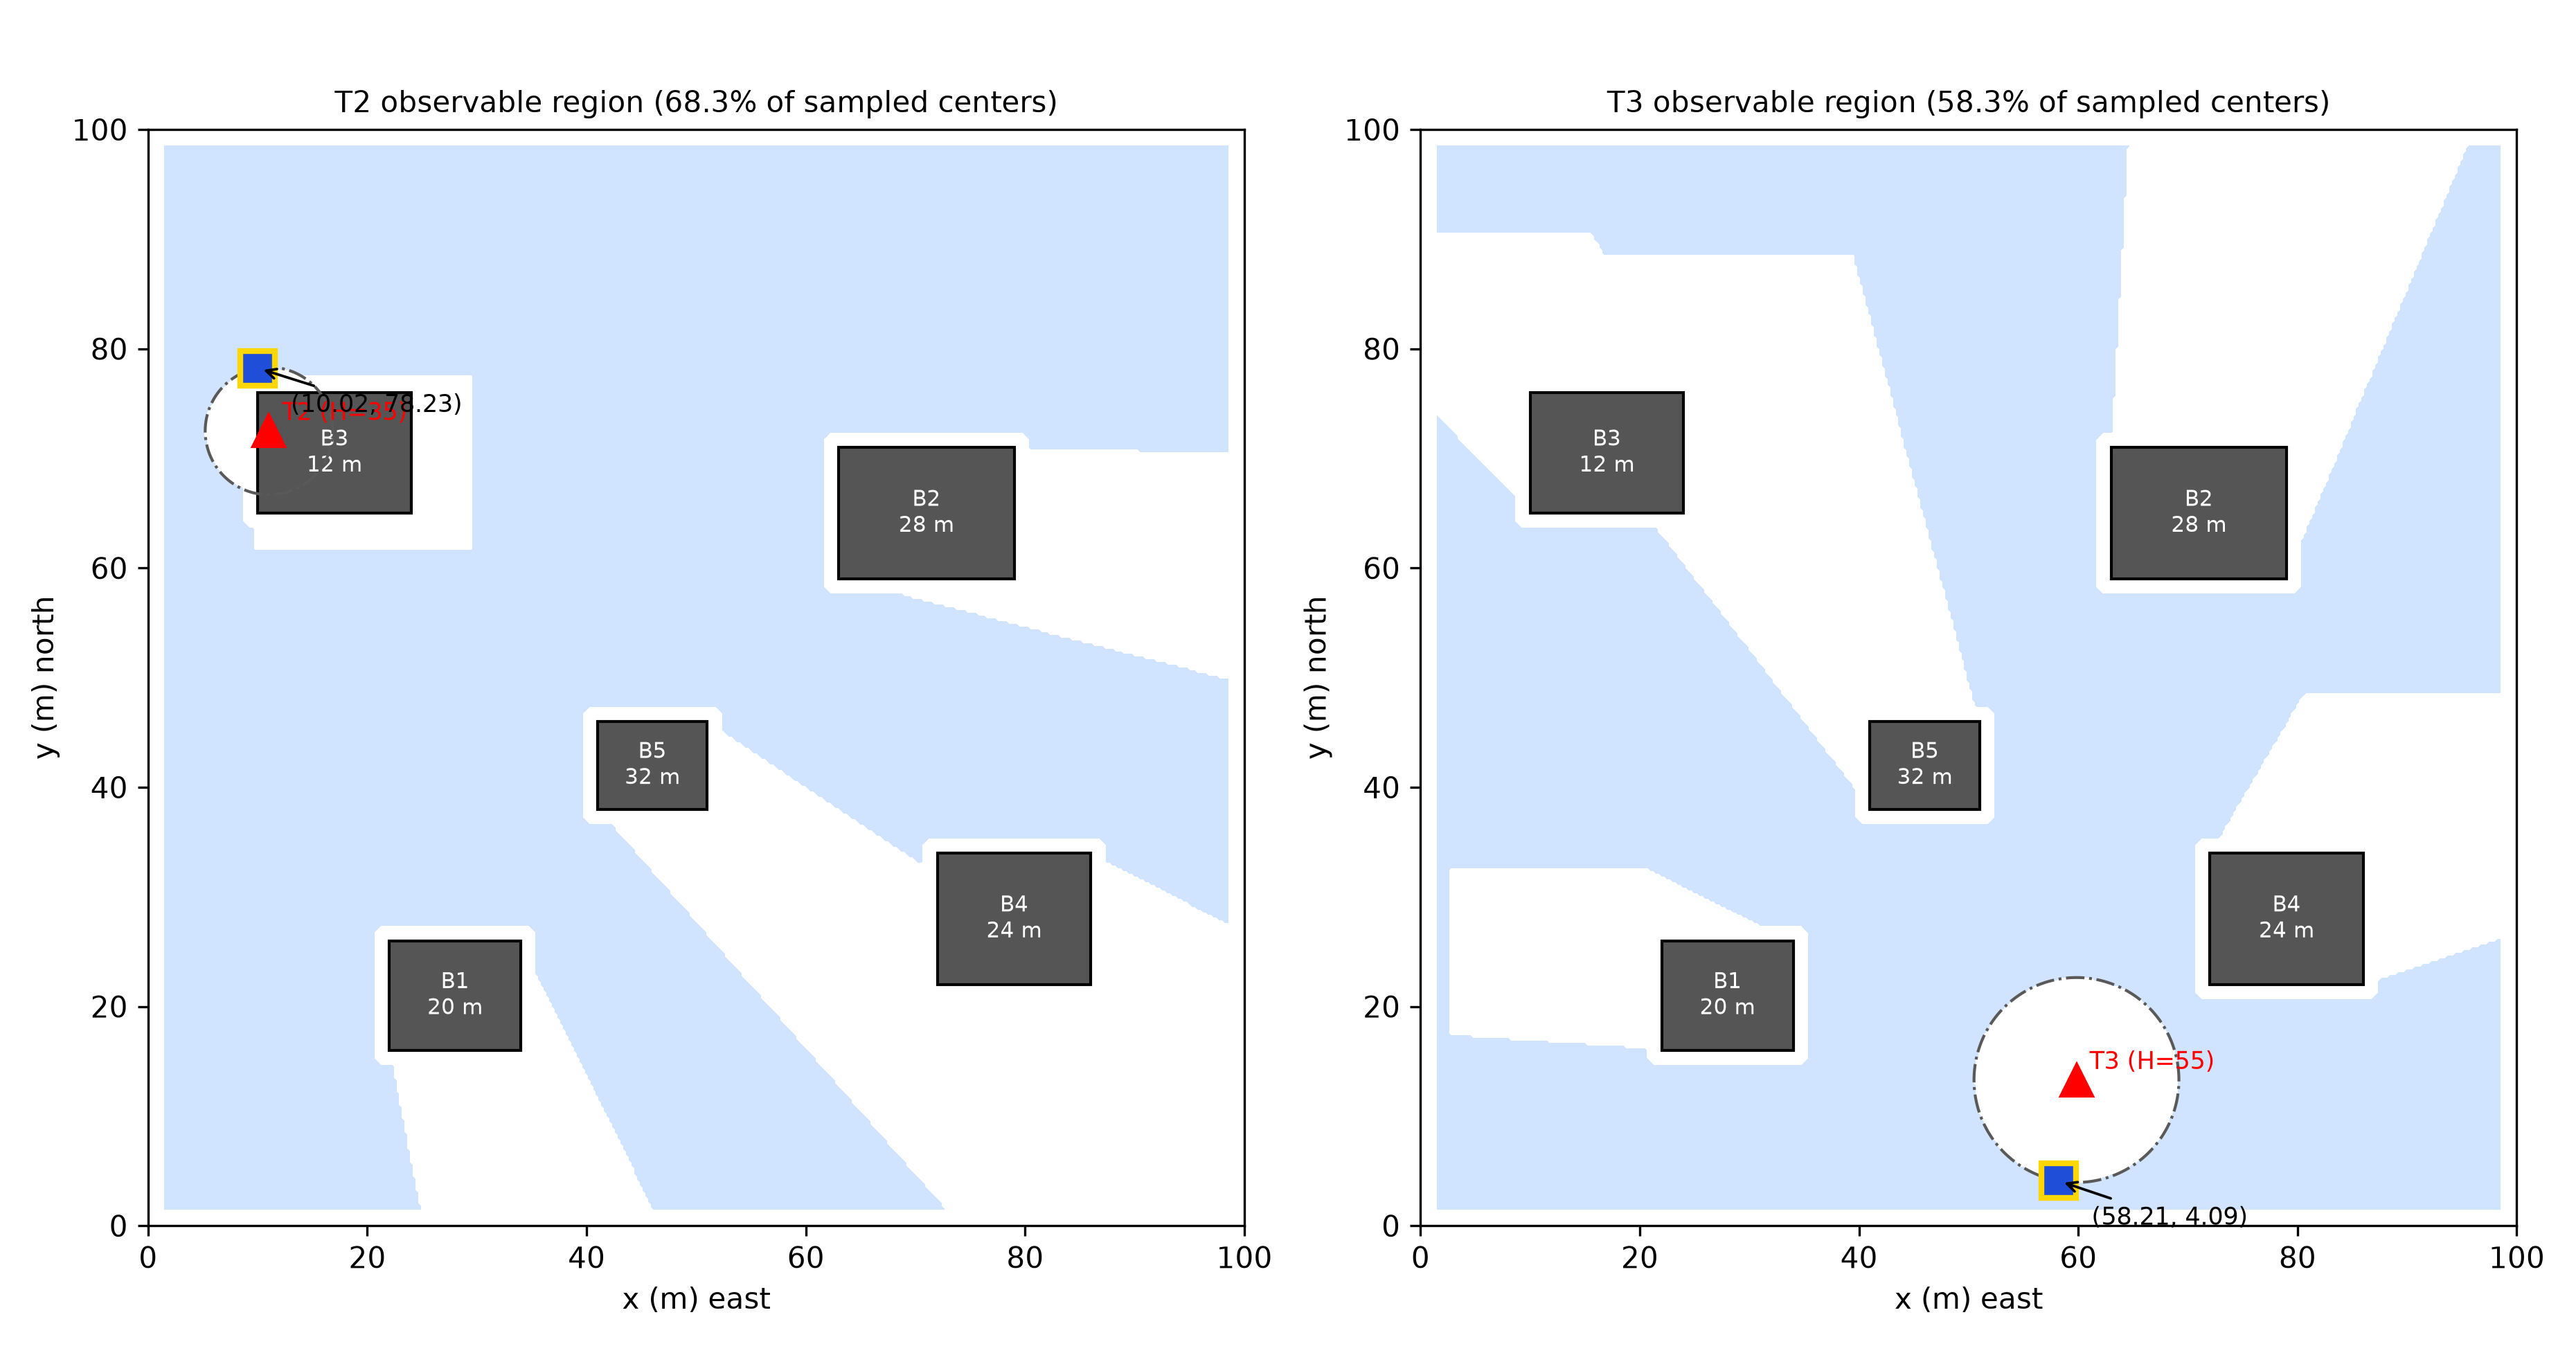 T2 observable region (68.3% of sampled centers)
100
80
60
40
20
0
y (m) north
(10.02, 78.23)
T2 (H=35)
B3
12 m
B2
28 m
B5
32 m
B4
24 m
B1
20 m
0
20
40
60
80
100
x (m) east
T3 observable region (58.3% of sampled centers)
100
80
60
40
20
0
y (m) north
B3
12 m
B2
28 m
B5
32 m
B4
24 m
B1
20 m
T3 (H=55)
(58.21, 4.09)
0
20
40
60
80
100
x (m) east